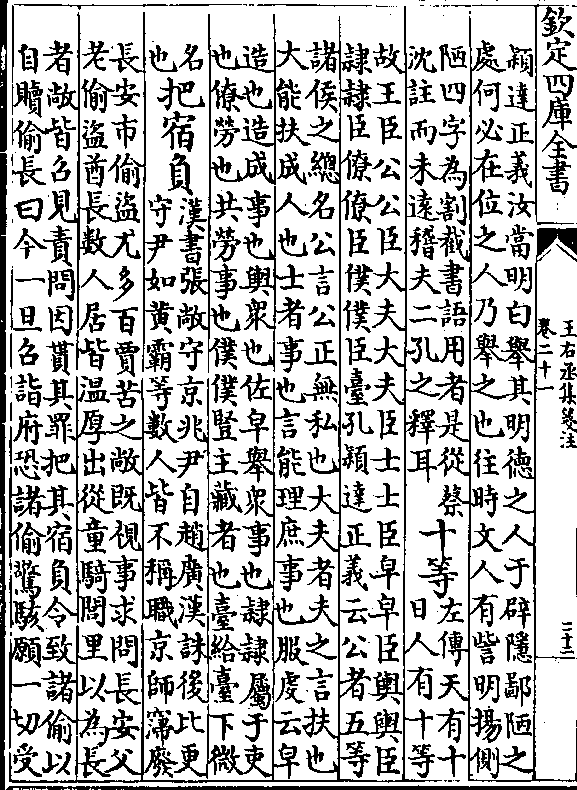 欽定四庫全書
王右丞集箋注
卷二十一
穎達正義汝當明白舉其明德之人于辟隱鄙陋之
處何必在位之人乃舉之也往時文人有訾明揚側
陋四字為割截書語用者是從蔡
沈註而未達稽夫二孔之釋耳
十等
左傳天有十
日人有十等
故王臣公公臣大夫大夫臣士士臣皁皁臣輿輿臣
隸隸臣僚僚臣僕僕臣臺孔穎達正義云公者五等
諸侯之總名公言公正無私也大夫者夫之言扶也
大能扶成人也士者事也言能理庶事也服虔云皁
造也造成事也輿衆也佐皁舉衆事也隸隸屬于吏
也僚勞也共勞事也僕僕豎主藏者也臺給臺下微
名
也
把宿負
漢書張敞守京兆尹自趙廣漢誅後比更
守尹如黃霸等數人皆不稱職京師寖廢
長安市偷盜尤多百賈苦之敞既視事求問長安父
老偷盜酋長數人居皆温厚出從童騎閭里以為長
者敞皆召見責問因貰其罪把其宿負令致諸偷以
自贖偷長曰今一旦召詣府恐諸偷驚駭願一切受